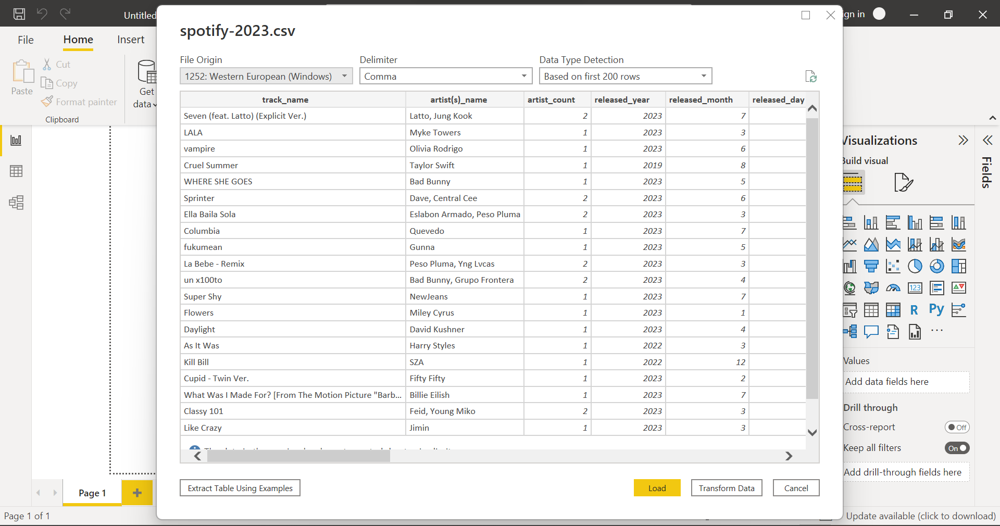 Untitled
spotify-2023.csv
ign in
File
Home
Insert
File Origin
Delimiter
Data Type Detection
1252: Western European (Windows)
Comma
Based on first 200 rows
Paste
Cut
Copy
Format painter
Clipboard
Get
data
track_name artist(s)_name artist_count released_year released_month released_day
Seven (feat. Latto) (Explicit Ver.) Latto, Jung Kook 2 2023 7
LALA Myke Towers 1 2023 3
vampire Olivia Rodrigo 1 2023 6
Cruel Summer Taylor Swift 1 2019 8
WHERE SHE GOES Bad Bunny 1 2023 5
Sprinter Dave, Central Cee 2 2023 6
Ella Baila Sola Eslabon Armado, Peso Pluma 2 2023 3
Columbia Quevedo 1 2023 7
fukumean Gunna 1 2023 5
La Bebe - Remix Peso Pluma, Yng Lvcas 2 2023 3
un x100to Bad Bunny, Grupo Frontera 2 2023 4
Super Shy NewJeans 1 2023 7
Flowers Miley Cyrus 1 2023 1
Daylight David Kushner 1 2023 4
As It Was Harry Styles 1 2022 3
Kill Bill SZA 1 2022 12
Cupid - Twin Ver. Fifty Fifty 1 2023 2
What Was I Made For? [From The Motion Picture "Barb... Billie Eilish 1 2023 7
Classy 101 Feid, Young Miko 2 2023 3
Like Crazy Jimin 1 2023 3
Extract Table Using Examples
Load
Transform Data
Cancel
Visualizations
Build visual
Fields
123
R
Py
...
Values
Add data fields here
Drill through
Cross-report
Off
Keep all filters
On
Add drill-through fields here
Page 1
Page 1 of 1
Update available (click to download)